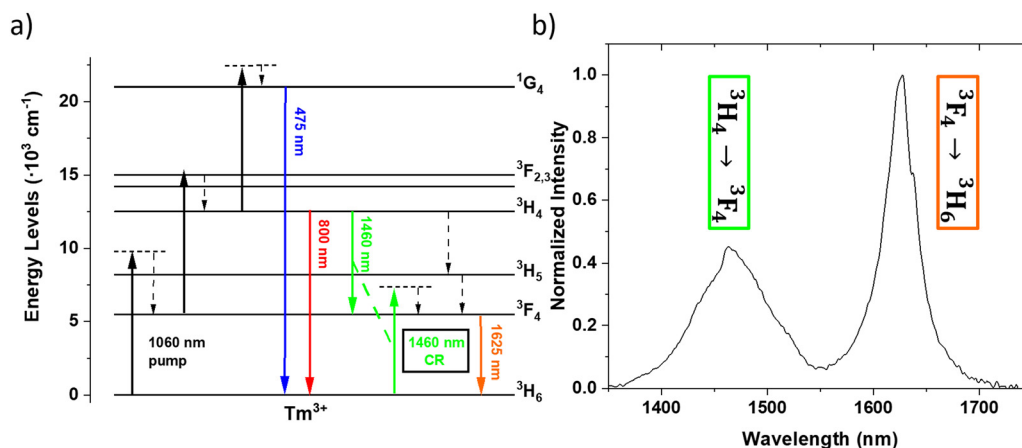 a)
Energy Levels (·10³ cm⁻¹)
20
15
10
5
0
¹G₄
³F₂,₃
³H₄
³H₅
³F₄
³H₆
475 nm
800 nm
1460 nm
1060 nm
pump
1460 nm
CR
1625 nm
Tm³⁺
b)
Normalized Intensity
1.0
0.8
0.6
0.4
0.2
0.0
³H₄ → ³F₄
³F₄ → ³H₆
1400
1500
1600
1700
Wavelength (nm)